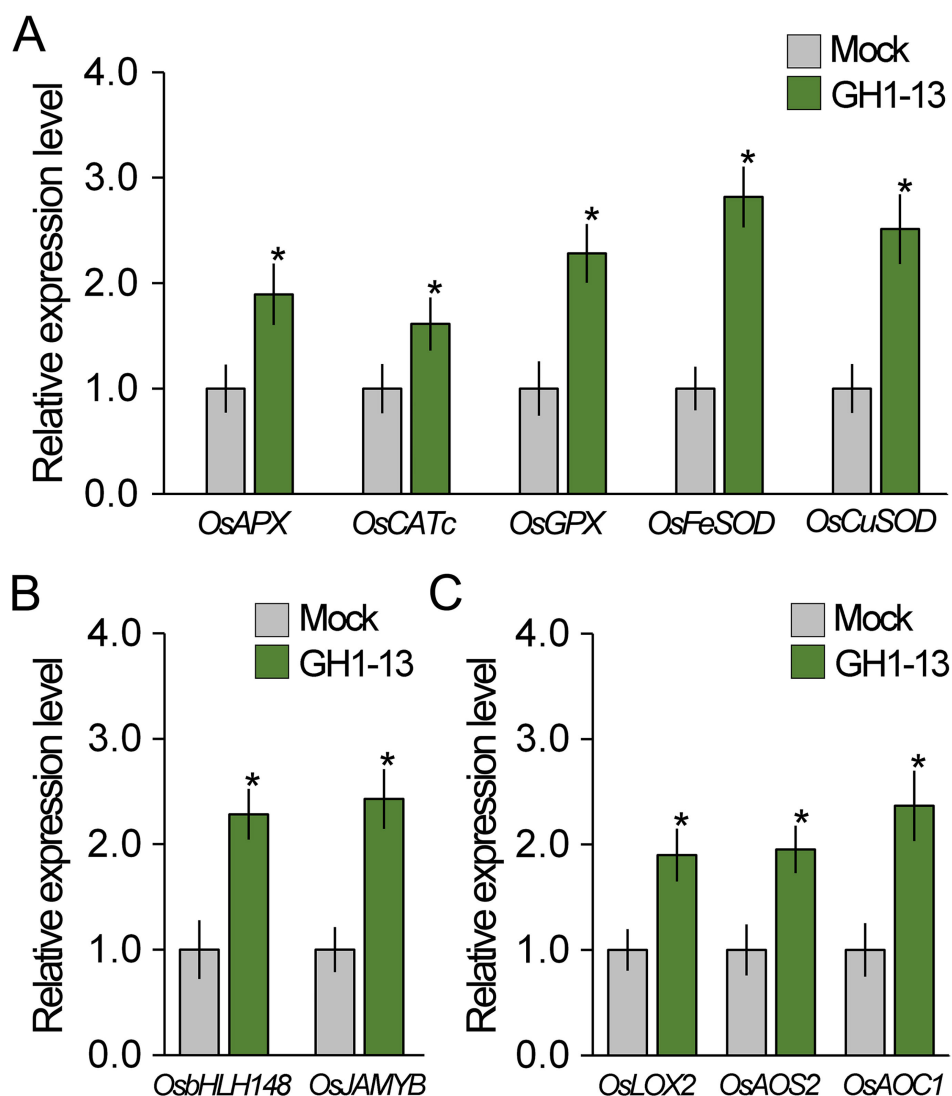 A
Mock
GH1-13
Relative expression level
4.0
3.0
2.0
1.0
0.0
* * * * *
OsAPX OsCATc OsGPX OsFeSOD OsCuSOD
B
Mock
GH1-13
Relative expression level
4.0
3.0
2.0
1.0
0.0
* *
OsbHLH148 OsJAMYB
C
Mock
GH1-13
Relative expression level
4.0
3.0
2.0
1.0
0.0
* * *
OsLOX2 OsAOS2 OsAOC1